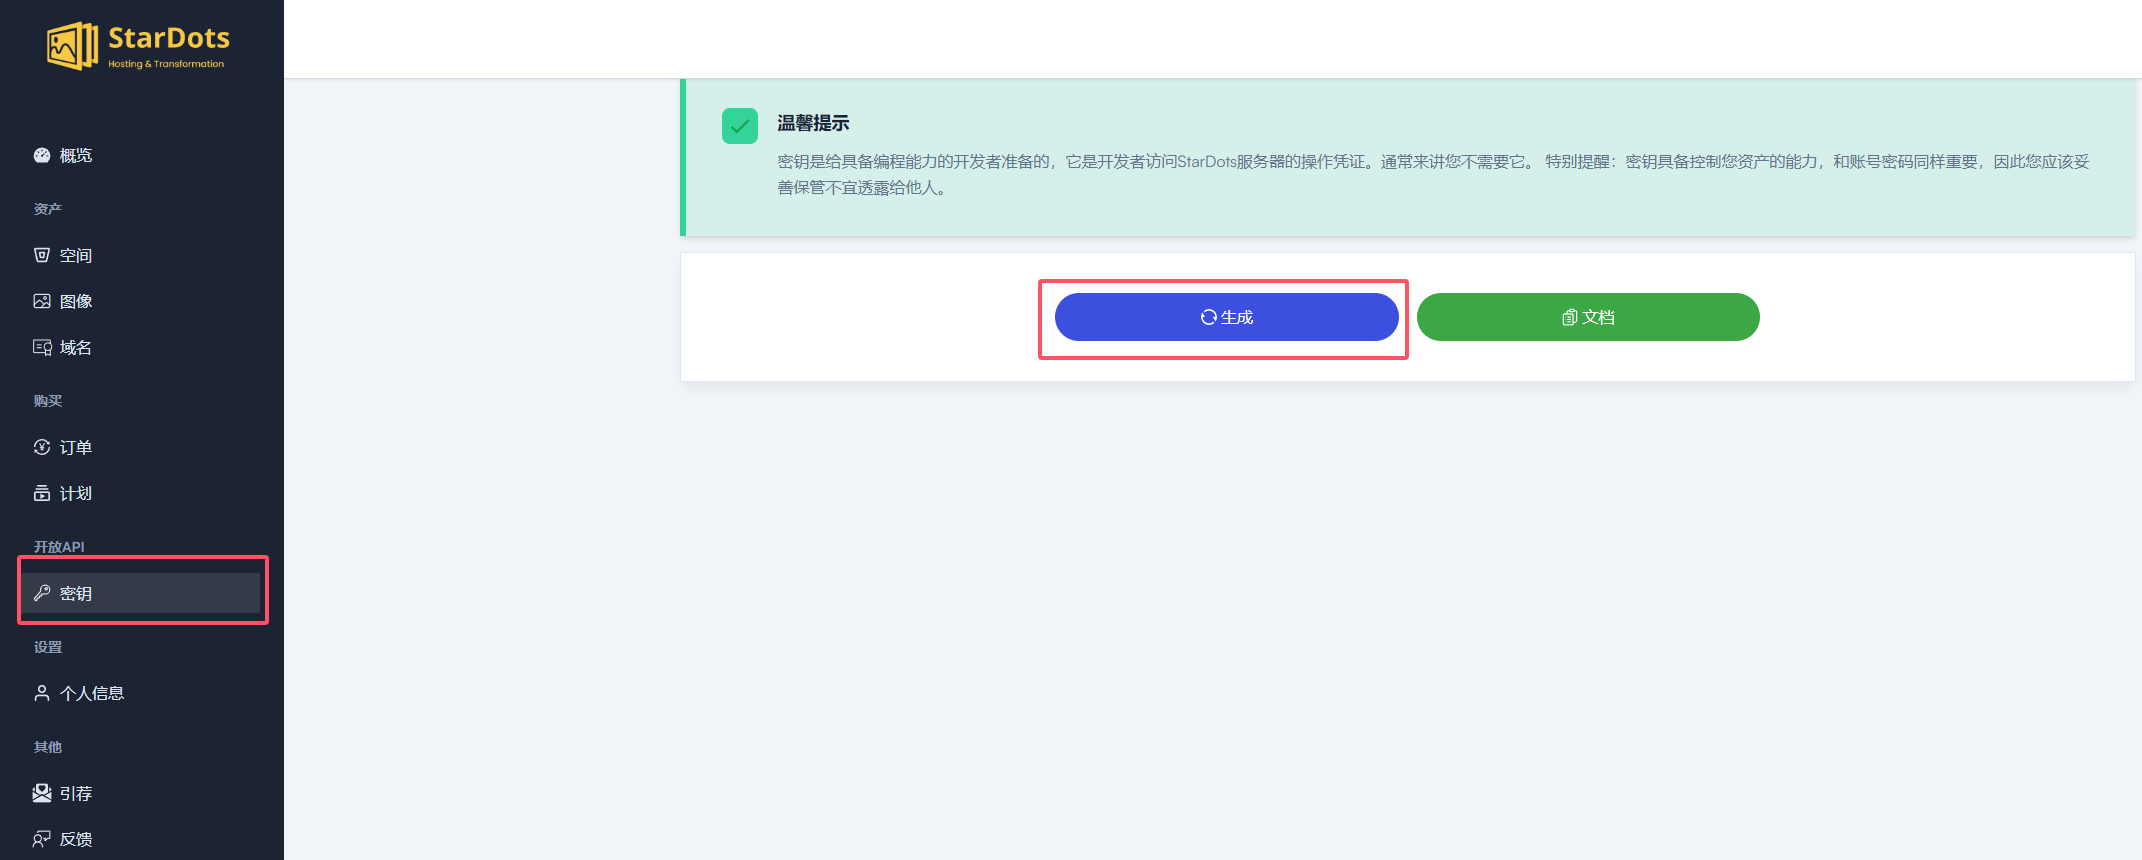 StarDots
Hosting & Transformation
概览
资产
空间
图像
域名
购买
订单
计划
开放API
密钥
设置
个人信息
其他
引荐
反馈
温馨提示
密钥是给具备编程能力的开发者准备的，它是开发者访问StarDots服务器的操作凭证。通常来讲您不需要它。 特别提醒：密钥具备控制您资产的能力，和账号密码同样重要，因此您应该妥
善保管不宜透露给他人。
生成
文档